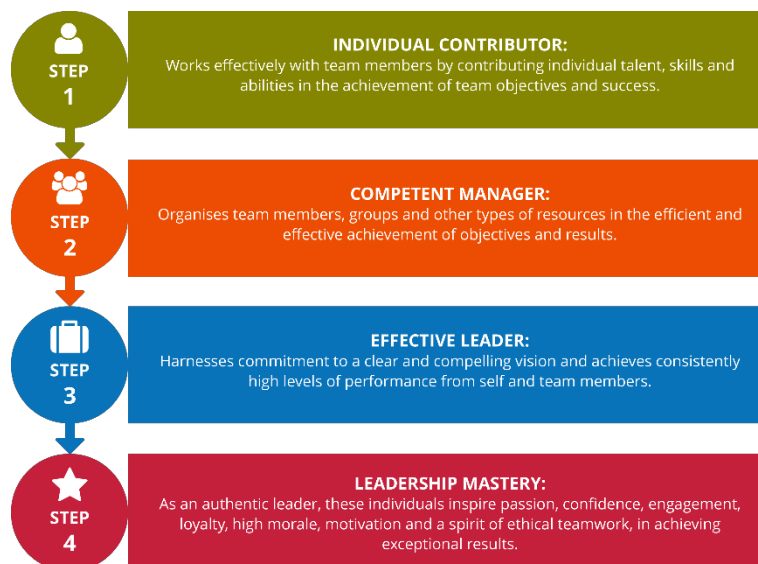 STEP
1
INDIVIDUAL CONTRIBUTOR:
Works effectively with team members by contributing individual talent, skills and
abilities in the achievement of team objectives and success.
STEP
2
COMPETENT MANAGER:
Organises team members, groups and other types of resources in the efficient and
effective achievement of objectives and results.
STEP
3
EFFECTIVE LEADER:
Harnesses commitment to a clear and compelling vision and achieves consistently
high levels of performance from self and team members.
STEP
4
LEADERSHIP MASTERY:
As an authentic leader, these individuals inspire passion, confidence, engagement,
loyalty, high morale, motivation and a spirit of ethical teamwork, in achieving
exceptional results.